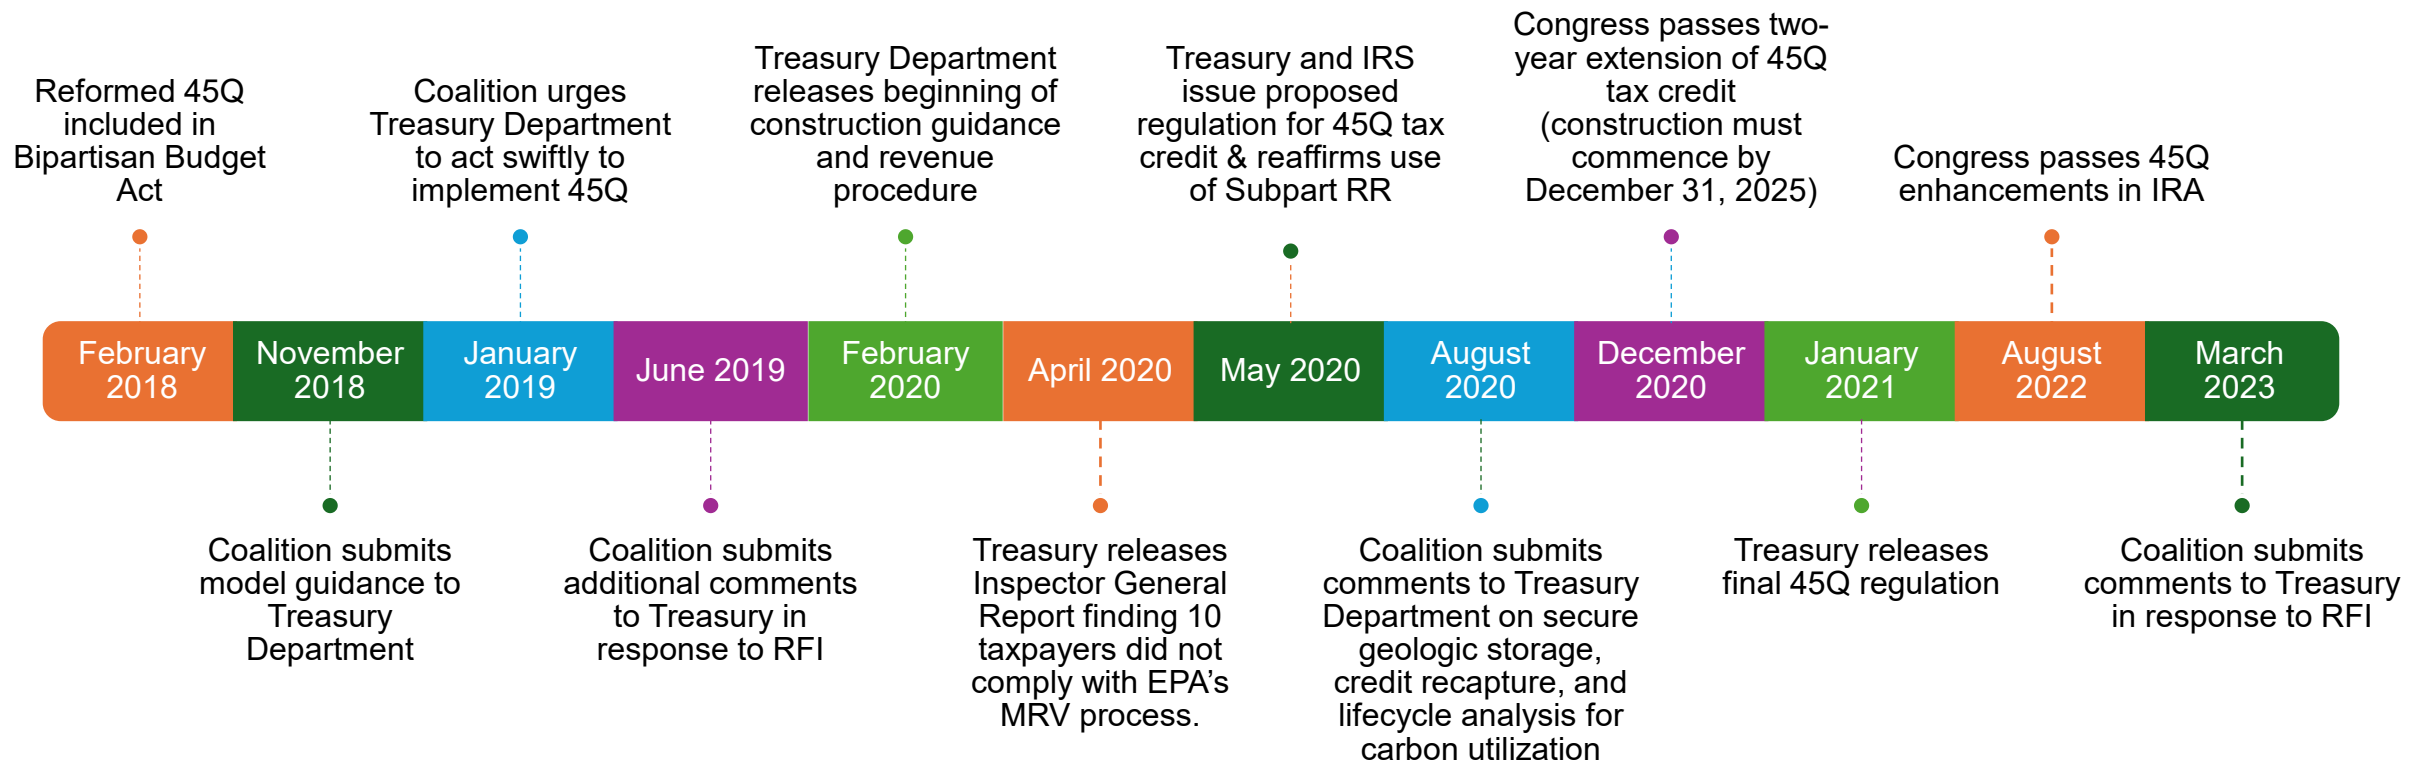 Reformed 45Q
included in
Bipartisan Budget
Act
Coalition urges
Treasury Department
to act swiftly to
implement 45Q
Treasury Department
releases beginning of
construction guidance
and revenue
procedure
Treasury and IRS
issue proposed
regulation for 45Q tax
credit & reaffirms use
of Subpart RR
Congress passes two-
year extension of 45Q
tax credit
(construction must
commence by
December 31, 2025)
Congress passes 45Q
enhancements in IRA
February
2018
November
2018
January
2019
June 2019
February
2020
April 2020
May 2020
August
2020
December
2020
January
2021
August
2022
March
2023
Coalition submits
model guidance to
Treasury
Department
Coalition submits
additional comments
to Treasury in
response to RFI
Treasury releases
Inspector General
Report finding 10
taxpayers did not
comply with EPA’s
MRV process.
Coalition submits
comments to Treasury
Department on secure
geologic storage,
credit recapture, and
lifecycle analysis for
carbon utilization
Treasury releases
final 45Q regulation
Coalition submits
comments to Treasury
in response to RFI